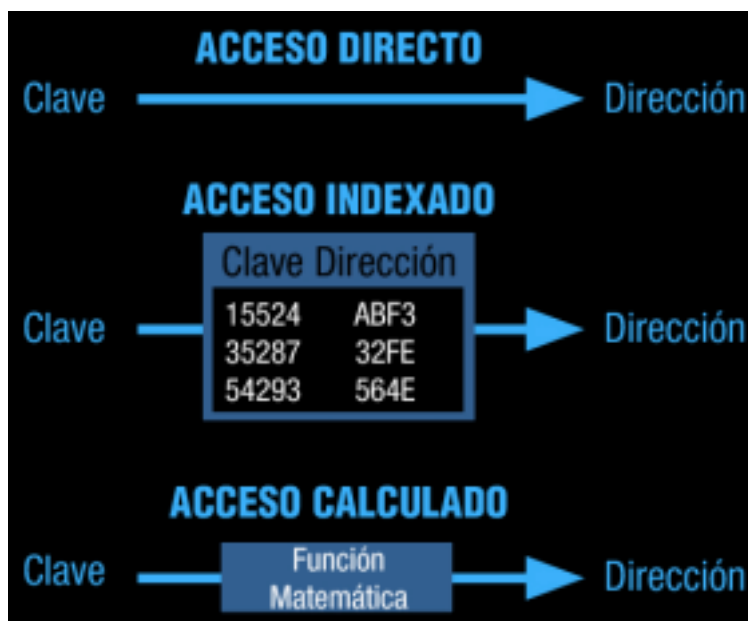 ACCESO DIRECTO
Clave Dirección
ACCESO INDEXADO
Clave Dirección
15524 ABF3
Clave 35287 32FE Dirección
54293 564E
ACCESO CALCULADO
Clave Función Dirección
Matemática